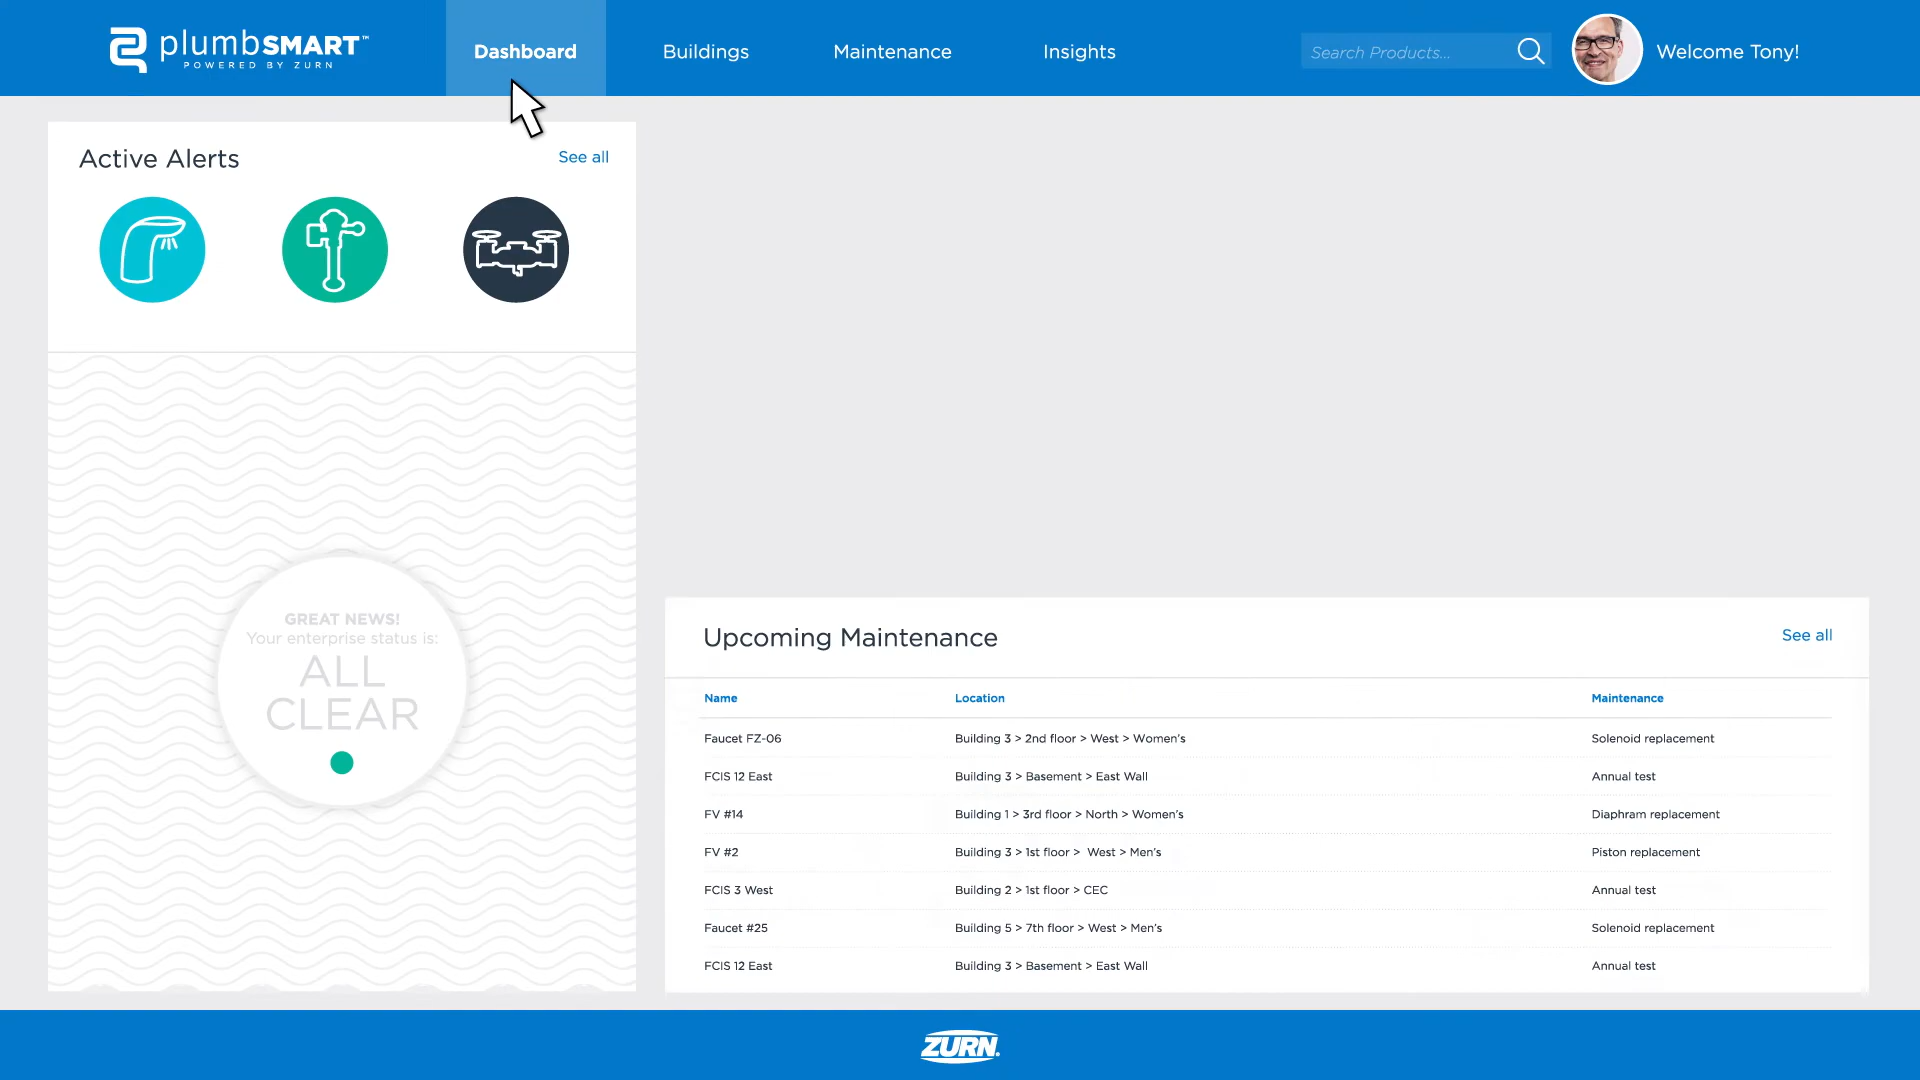 plumbSMART™
POWERED BY ZURN
Dashboard
Buildings
Maintenance
Insights
Search Products...
Welcome Tony!
Active Alerts
See all
GREAT NEWS!
Your enterprise status is:
ALL
CLEAR
Upcoming Maintenance
See all
Name Location Maintenance
Faucet FZ-06 Building 3 > 2nd floor > West > Women's Solenoid replacement
FCIS 12 East Building 3 > Basement > East Wall Annual test
FV #14 Building 1 > 3rd floor > North > Women's Diaphram replacement
FV #2 Building 3 > 1st floor > West > Men's Piston replacement
FCIS 3 West Building 2 > 1st floor > CEC Annual test
Faucet #25 Building 5 > 7th floor > West > Men's Solenoid replacement
FCIS 12 East Building 3 > Basement > East Wall Annual test
ZURN®